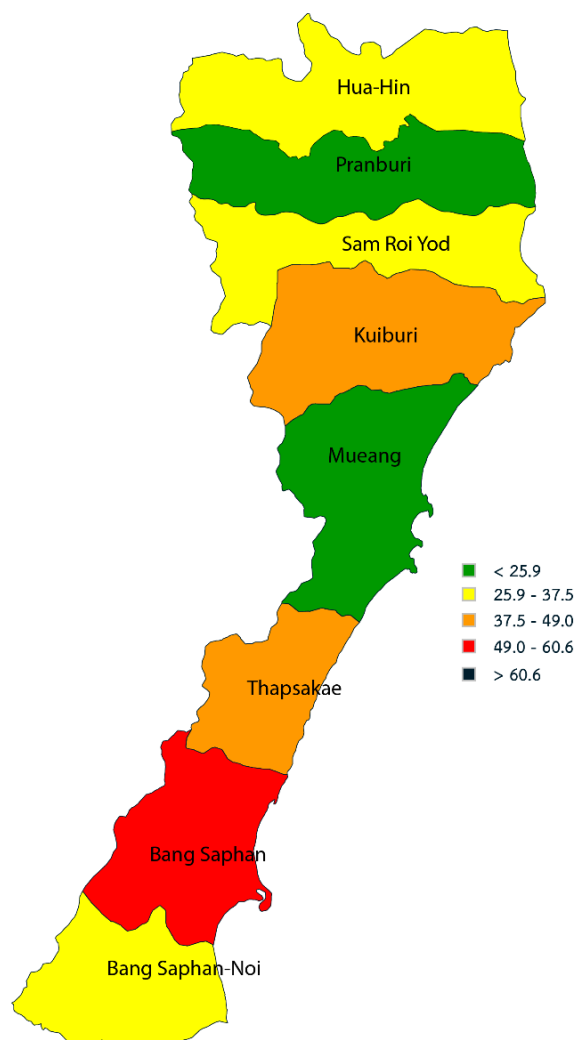 Hua-Hin
Pranburi
Sam Roi Yod
Kuiburi
Mueang
< 25.9
25.9 - 37.5
37.5 - 49.0
49.0 - 60.6
> 60.6
Thapsakae
Bang Saphan
Bang Saphan-Noi